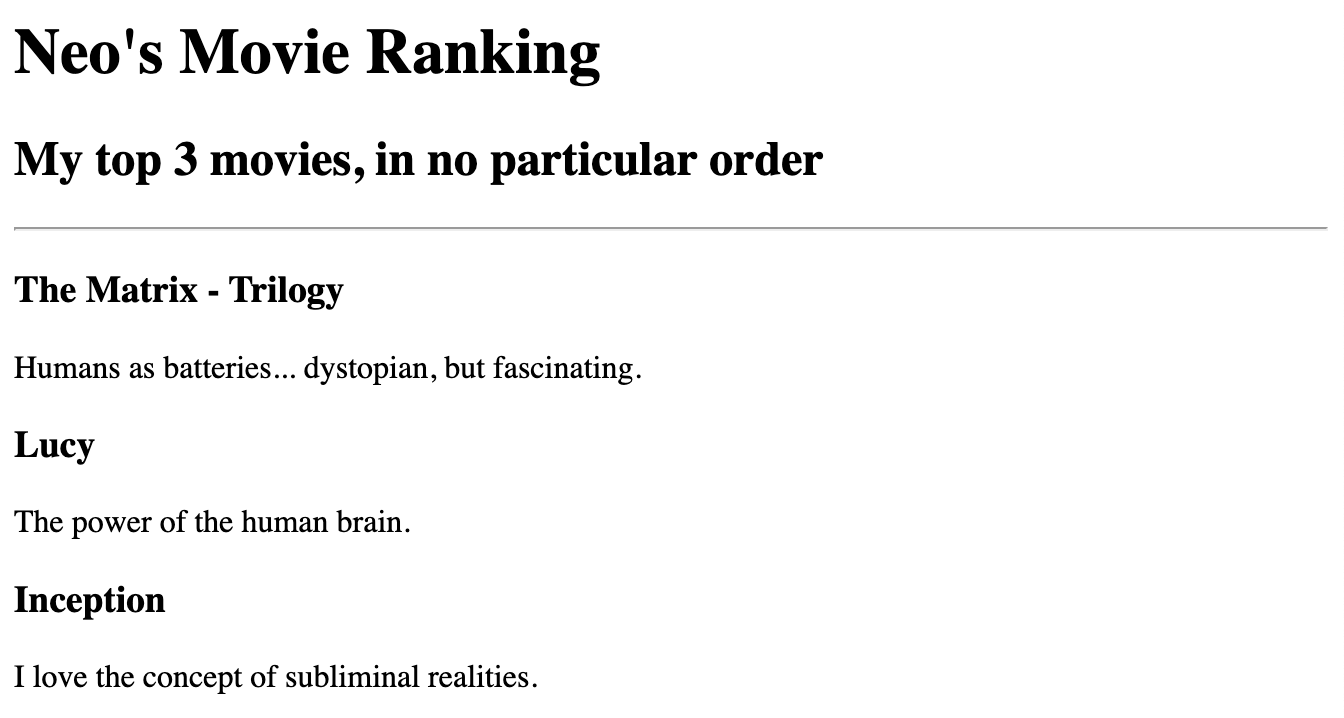 Neo's Movie Ranking
My top 3 movies, in no particular order
The Matrix - Trilogy
Humans as batteries... dystopian, but fascinating.
Lucy
The power of the human brain.
Inception
I love the concept of subliminal realities.